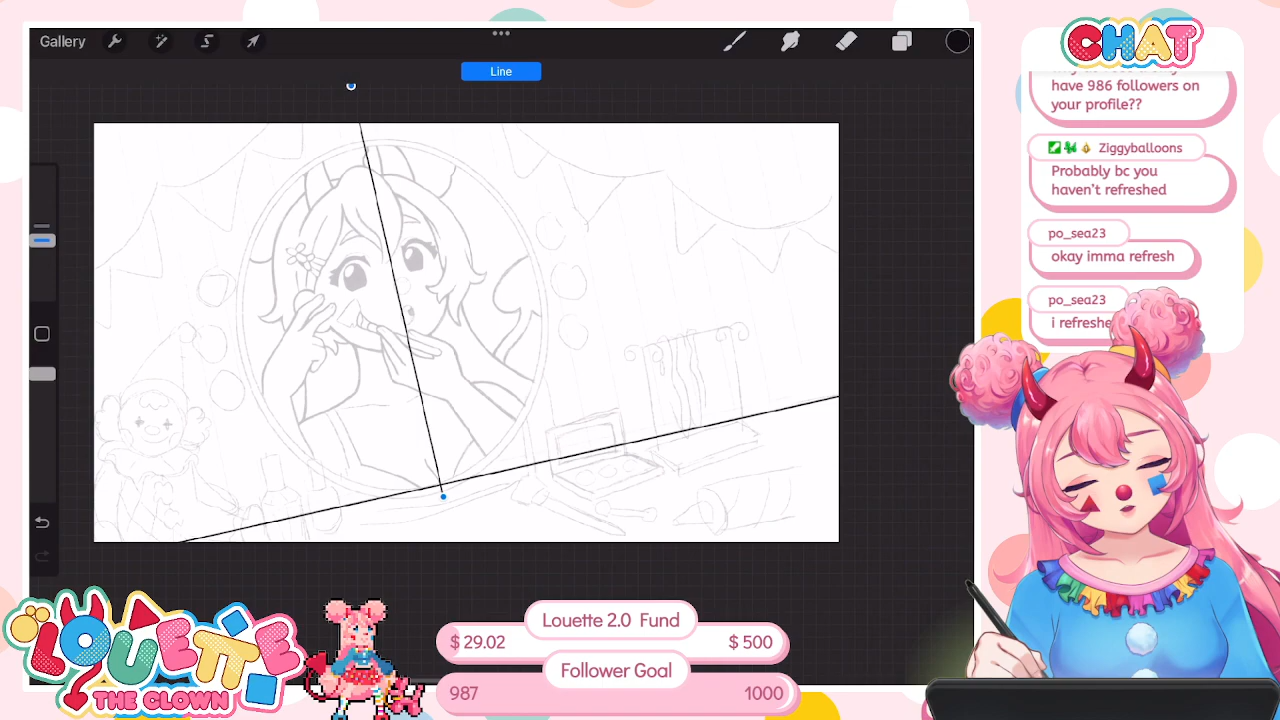 Gallery
Line
CHAT
have 986 followers on
your profile??
Ziggyballoons
Probably bc you
haven't refreshed
po_sea23
okay imma refresh
po_sea23
i refreshe
LOUETTE
THE CLOWN
Louette 2.0 Fund
$ 29.02
$ 500
Follower Goal
987
1000